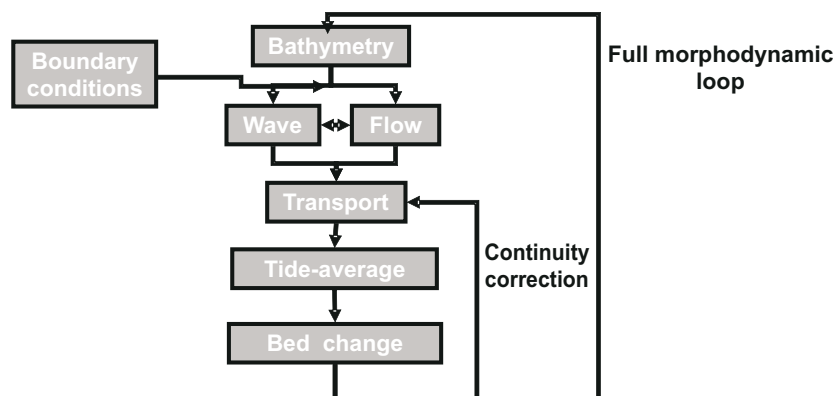 Bathymetry
Full morphodynamic
loop
Boundary
conditions
Wave
Flow
Transport
Continuity
correction
Tide-average
Bed change